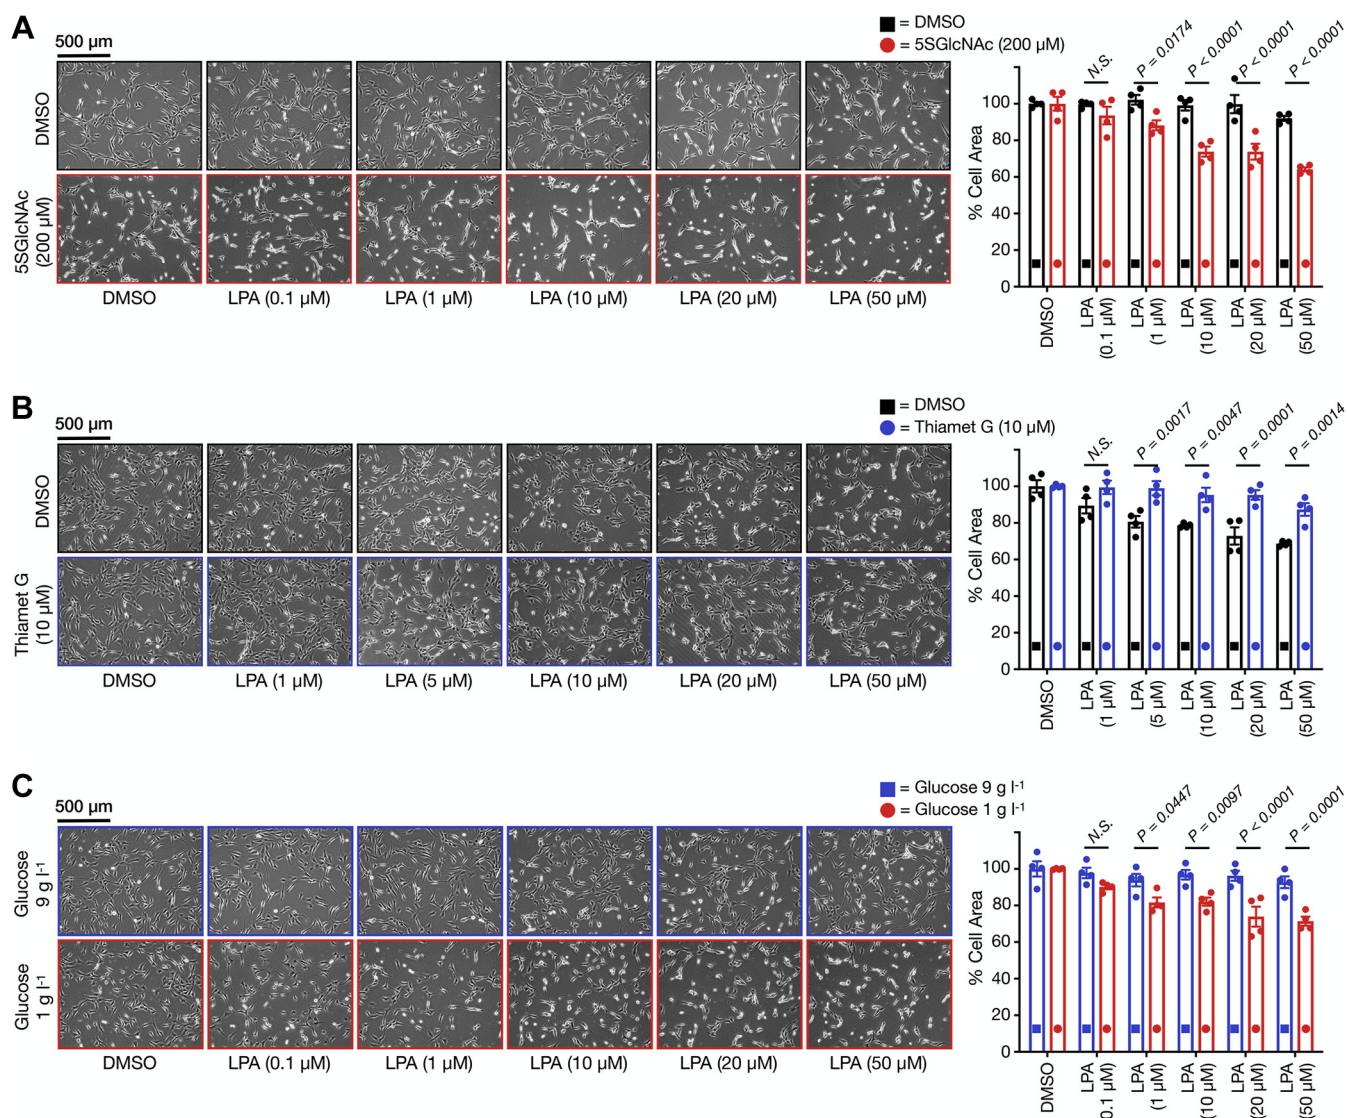 A
500 µm
DMSO
5SGlcNAc
(200 µM)
DMSO
LPA (0.1 µM)
LPA (1 µM)
LPA (10 µM)
LPA (20 µM)
LPA (50 µM)
= DMSO
= 5SGlcNAc (200 µM)
N.S.
P = 0.0174
P < 0.0001
P < 0.0001
P < 0.0001
% Cell Area
100
80
60
40
20
0
DMSO
LPA
(0.1 µM)
LPA
(1 µM)
LPA
(10 µM)
LPA
(20 µM)
LPA
(50 µM)
B
500 µm
DMSO
Thiamet G
(10 µM)
DMSO
LPA (1 µM)
LPA (5 µM)
LPA (10 µM)
LPA (20 µM)
LPA (50 µM)
= DMSO
= Thiamet G (10 µM)
N.S.
P = 0.0017
P = 0.0047
P = 0.0001
P = 0.0014
% Cell Area
100
80
60
40
20
0
DMSO
LPA
(1 µM)
LPA
(5 µM)
LPA
(10 µM)
LPA
(20 µM)
LPA
(50 µM)
C
500 µm
Glucose
9 g l⁻¹
Glucose
1 g l⁻¹
DMSO
LPA (0.1 µM)
LPA (1 µM)
LPA (10 µM)
LPA (20 µM)
LPA (50 µM)
= Glucose 9 g l⁻¹
= Glucose 1 g l⁻¹
N.S.
P = 0.0447
P = 0.0097
P < 0.0001
P = 0.0001
% Cell Area
100
80
60
40
20
0
DMSO
LPA
0.1 µM)
LPA
(1 µM)
LPA
(10 µM)
LPA
(20 µM)
LPA
(50 µM)